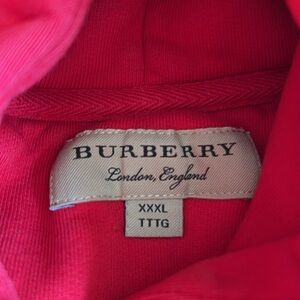 BURBERRY
London, England
XXXL
TTTG